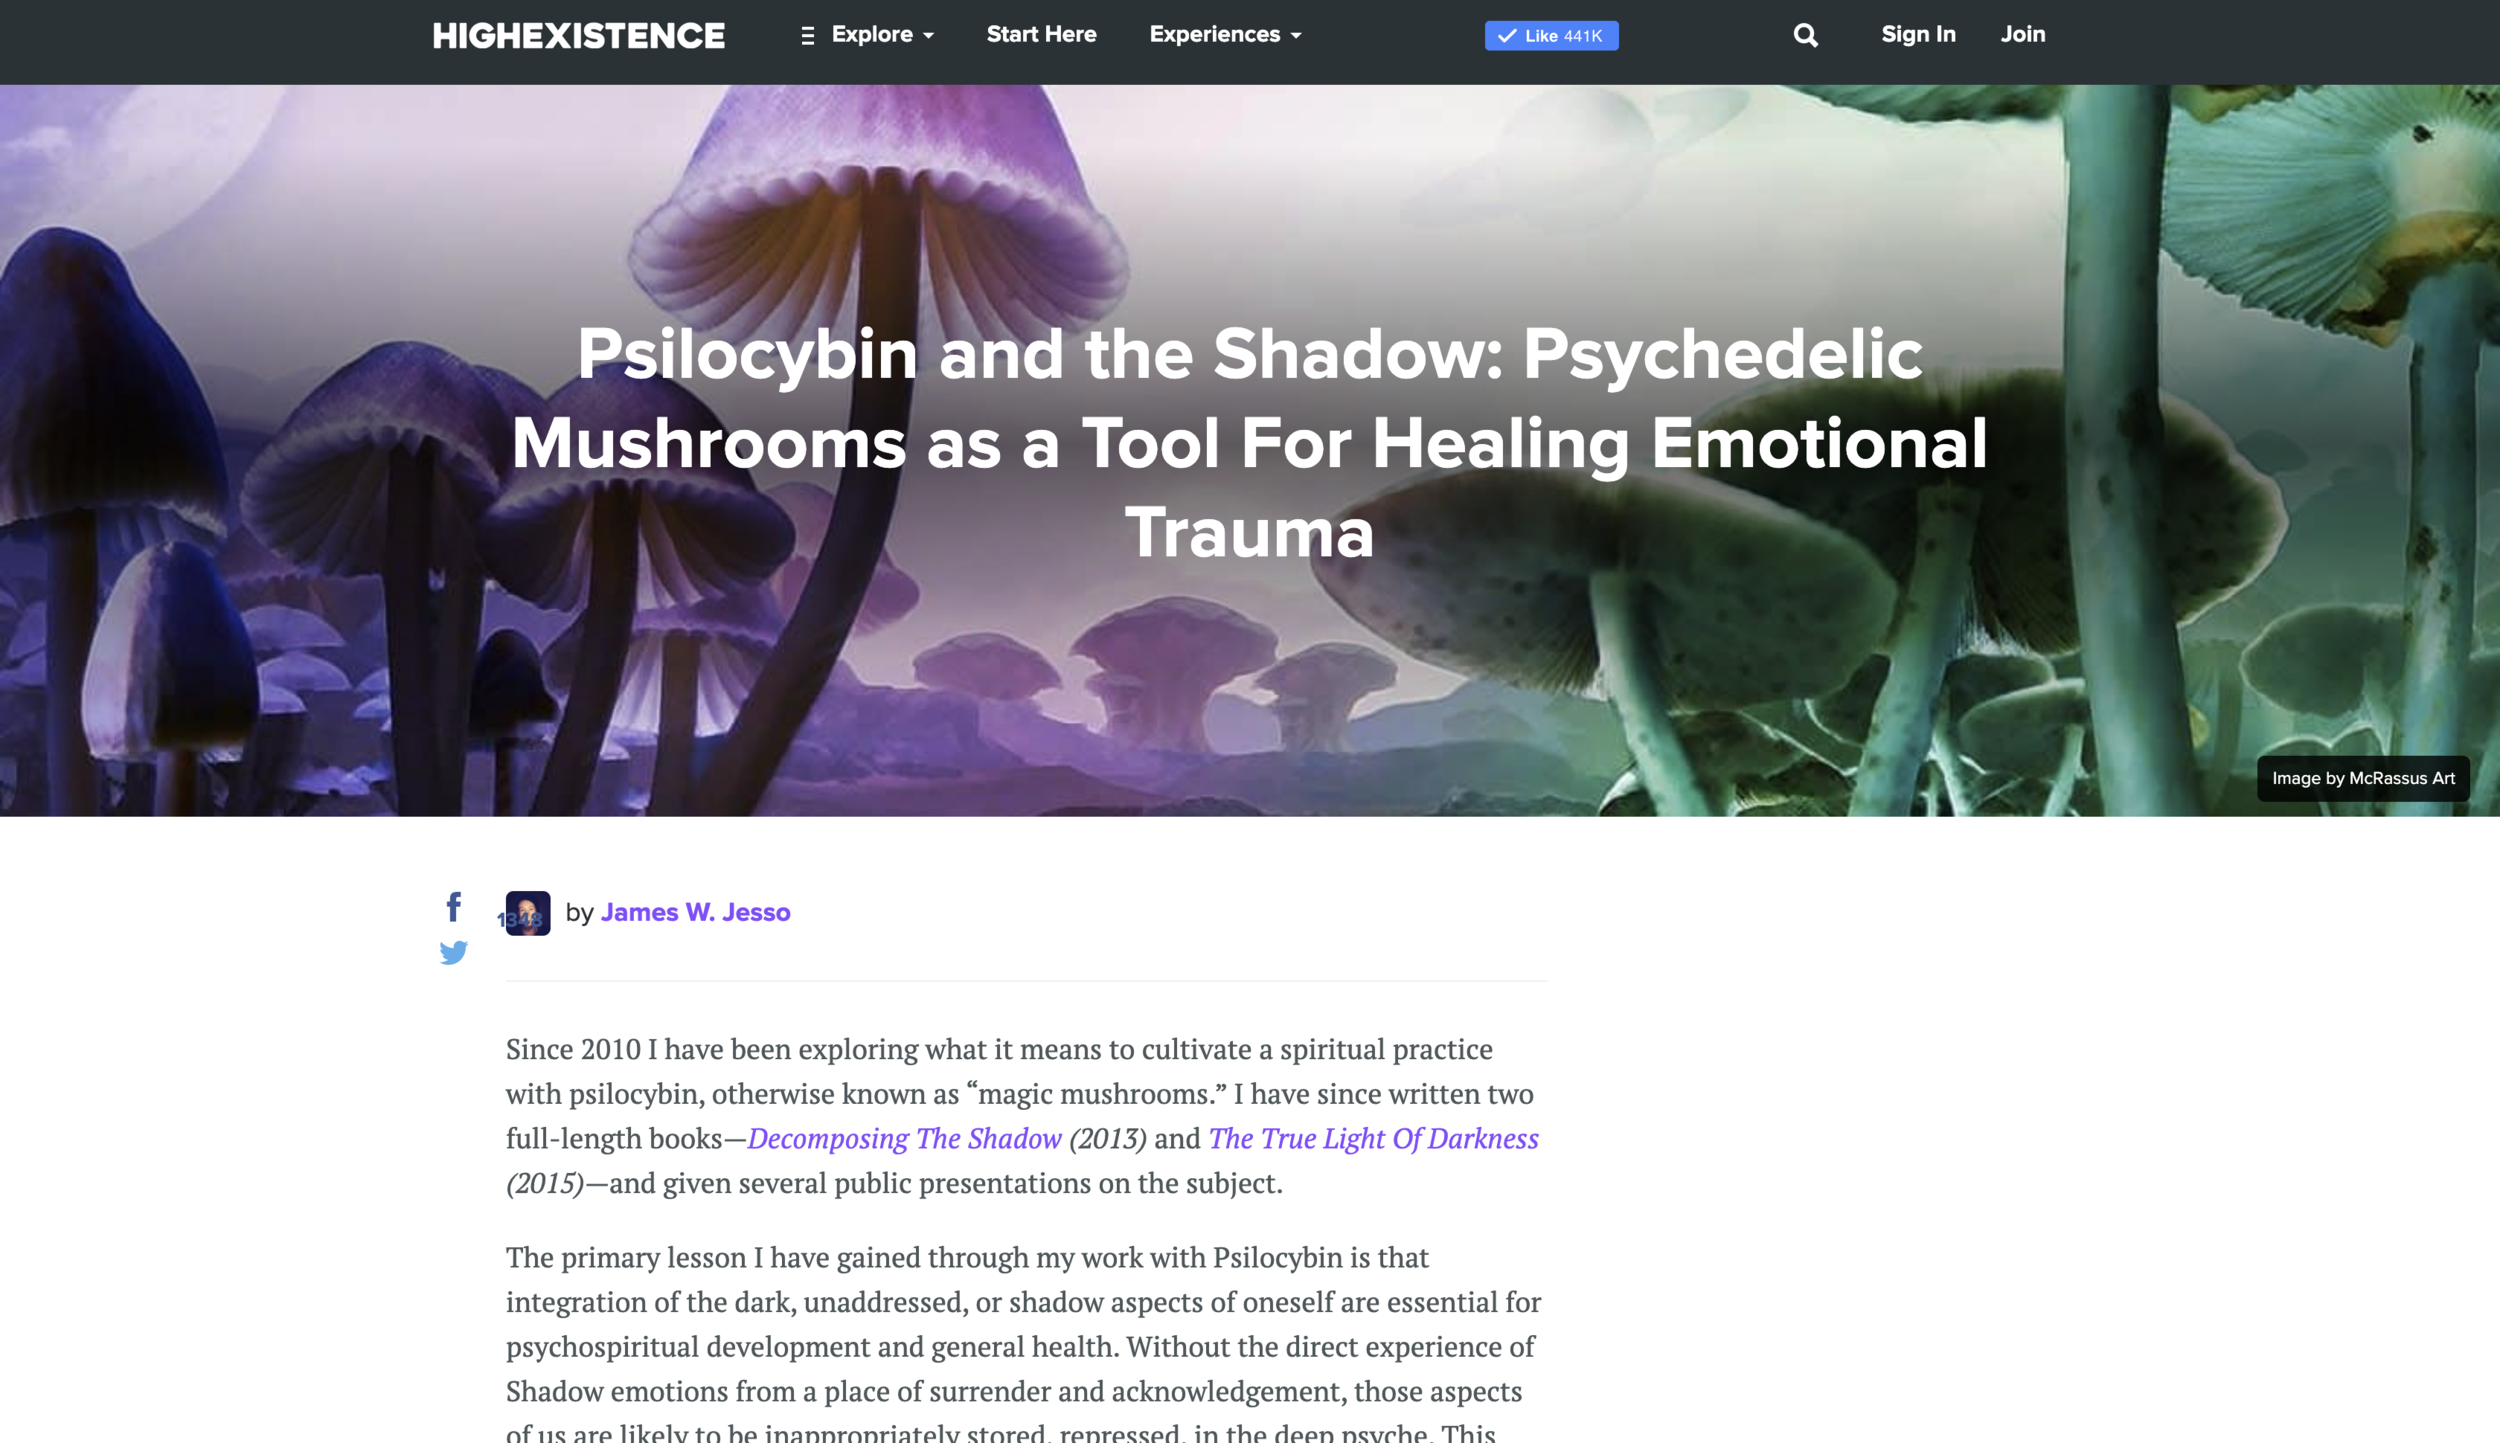 HIGHEXISTENCE Explore Start Here Experiences Like 441K Sign In Join
Psilocybin and the Shadow: Psychedelic
Mushrooms as a Tool For Healing Emotional
Trauma
Image by McRassus Art
1348
by James W. Jesso
Since 2010 I have been exploring what it means to cultivate a spiritual practice
with psilocybin, otherwise known as “magic mushrooms.” I have since written two
full-length books—Decomposing The Shadow (2013) and The True Light Of Darkness
(2015)—and given several public presentations on the subject.
The primary lesson I have gained through my work with Psilocybin is that
integration of the dark, unaddressed, or shadow aspects of oneself are essential for
psychospiritual development and general health. Without the direct experience of
Shadow emotions from a place of surrender and acknowledgement, those aspects
of us are likely to be inappropriately stored, repressed, in the deep psyche. This